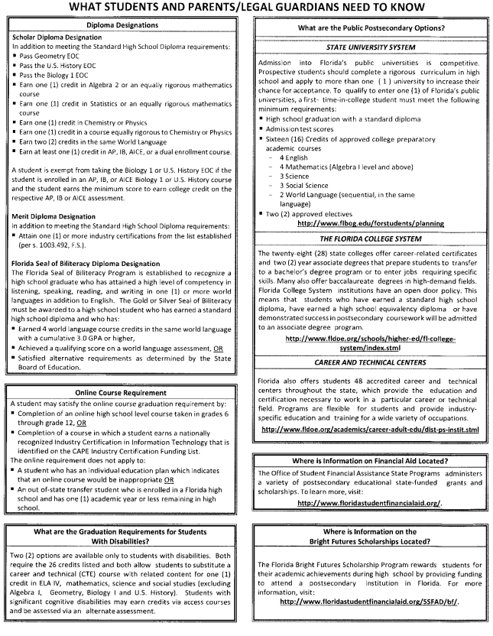 WHAT STUDENTS AND PARENTS/LEGAL GUARDIANS NEED TO KNOW
Diploma Designations
Scholar Diploma Designation
In addition to meeting the Standard High School Diploma requirements:
▪ Pass Geometry EOC
▪ Pass the U.S. History EOC
▪ Pass the Biology 1 EOC
▪ Earn one (1) credit in Algebra 2 or an equally rigorous mathematics
course
▪ Earn one (1) credit in Statistics or an equally rigorous mathematics
course
▪ Earn one (1) credit in Chemistry or Physics
▪ Earn one (1) credit in a course equally rigorous to Chemistry or Physics
▪ Earn two (2) credits in the same World Language
▪ Earn at least one (1) credit in AP, IB, AICE, or a dual enrollment course.
A student is exempt from taking the Biology 1 or U.S. History EOC if the
student is enrolled in an AP, IB, or AICE Biology 1 or U.S. History course
and the student earns the minimum score to earn college credit on the
respective AP, IB or AICE assessment.
Merit Diploma Designation
In addition to meeting the Standard High School Diploma requirements:
▪ Attain one (1) or more industry certifications from the list established
(per s. 1003.492, F.S.).
Florida Seal of Biliteracy Diploma Designation
The Florida Seal of Biliteracy Program is established to recognize a
high school graduate who has attained a high level of competency in
listening, speaking, reading, and writing in one (1) or more world
languages in addition to English. The Gold or Silver Seal of Biliteracy
must be awarded to a high school student who has earned a standard
high school diploma and who has:
▪ Earned 4 world language course credits in the same world language
with a cumulative 3.0 GPA or higher,
▪ Achieved a qualifying score on a world language assessment, OR
▪ Satisfied alternative requirements as determined by the State
Board of Education.
Online Course Requirement
A student may satisfy the online course graduation requirement by:
▪ Completion of an online high school level course taken in grades 6
through grade 12, OR
▪ Completion of a course in which a student earns a nationally
recognized Industry Certification in Information Technology that is
identified on the CAPE Industry Certification Funding List.
The online requirement does not apply to:
▪ A student who has an individual education plan which indicates
that an online course would be inappropriate OR
▪ An out of-state transfer student who is enrolled in a Florida high
school and has one (1) academic year or less remaining in high
school.
What are the Graduation Requirements for Students
With Disabilities?
Two (2) options are available only to students with disabilities. Both
require the 26 credits listed and both allow students to substitute a
career and technical (CTE) course with related content for one (1)
credit in ELA IV, mathematics, science and social studies (excluding
Algebra I, Geometry, Biology I and U.S. History). Students with
significant cognitive disabilities may earn credits via access courses
and be assessed via an alternate assessment.
What are the Public Postsecondary Options?
STATE UNIVERSITY SYSTEM
Admission into Florida's public universities is competitive.
Prospective students should complete a rigorous curriculum in high
school and apply to more than one ( 1 ) university to increase their
chance for acceptance. To qualify to enter one (1) of Florida's public
universities, a first- time-in-college student must meet the following
minimum requirements:
▪ High school graduation with a standard diploma
▪ Admission test scores
▪ Sixteen (16) Credits of approved college preparatory
academic courses
- 4 English
- 4 Mathematics (Algebra I level and above)
- 3 Science
- 3 Social Science
- 2 World Language (sequential, in the same
language)
▪ Two (2) approved electives
http://www.flbog.edu/forstudents/planning
THE FLORIDA COLLEGE SYSTEM
The twenty-eight (28) state colleges offer career-related certificates
and two (2) year associate degrees that prepare students to transfer
to a bachelor's degree program or to enter jobs requiring specific
skills. Many also offer baccalaureate degrees in high-demand fields.
Florida College System institutions have an open door policy. This
means that students who have earned a standard high school
diploma, have earned a high school equivalency diploma or have
demonstrated success in postsecondary coursework will be admitted
to an associate degree program.
http://www.fldoe.org/schools/higher-ed/fl-college-
system/index.stml
CAREER AND TECHNICAL CENTERS
Florida also offers students 48 accredited career and technical
centers throughout the state, which provide the education and
certification necessary to work in a particular career or technical
field. Programs are flexible for students and provide industry-
specific education and training for a wide variety of occupations.
http://www.fldoe.org/academics/career-adult-edu/dist-ps-instit.stml
Where is Information on Financial Aid Located?
The Office of Student Financial Assistance State Programs administers
a variety of postsecondary educational state-funded grants and
scholarships. To learn more, visit:
http://www.floridastudentfinancialaid.org/.
Where is Information on the
Bright Futures Scholarships Located?
The Florida Bright Futures Scholarship Program rewards students for
their academic achievements during high school by providing funding
to attend a postsecondary institution in Florida. For more
information, visit:
http://www.floridastudentfinancialaid.org/SSFAD/bf/.